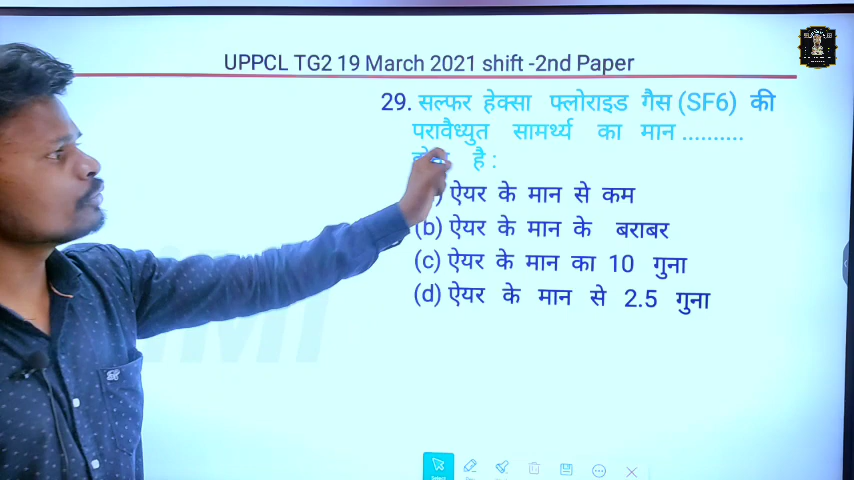 UPPCL TG2 19 March 2021 shift -2nd Paper
29. सल्फर हेक्सा फ्लोराइड गैस (SF6) की
परावैध्युत सामर्थ्य का मान ..........
है :
ऐयर के मान से कम
(b) ऐयर के मान के बराबर
(c) ऐयर के मान का 10 गुना
(d) ऐयर के मान से 2.5 गुना